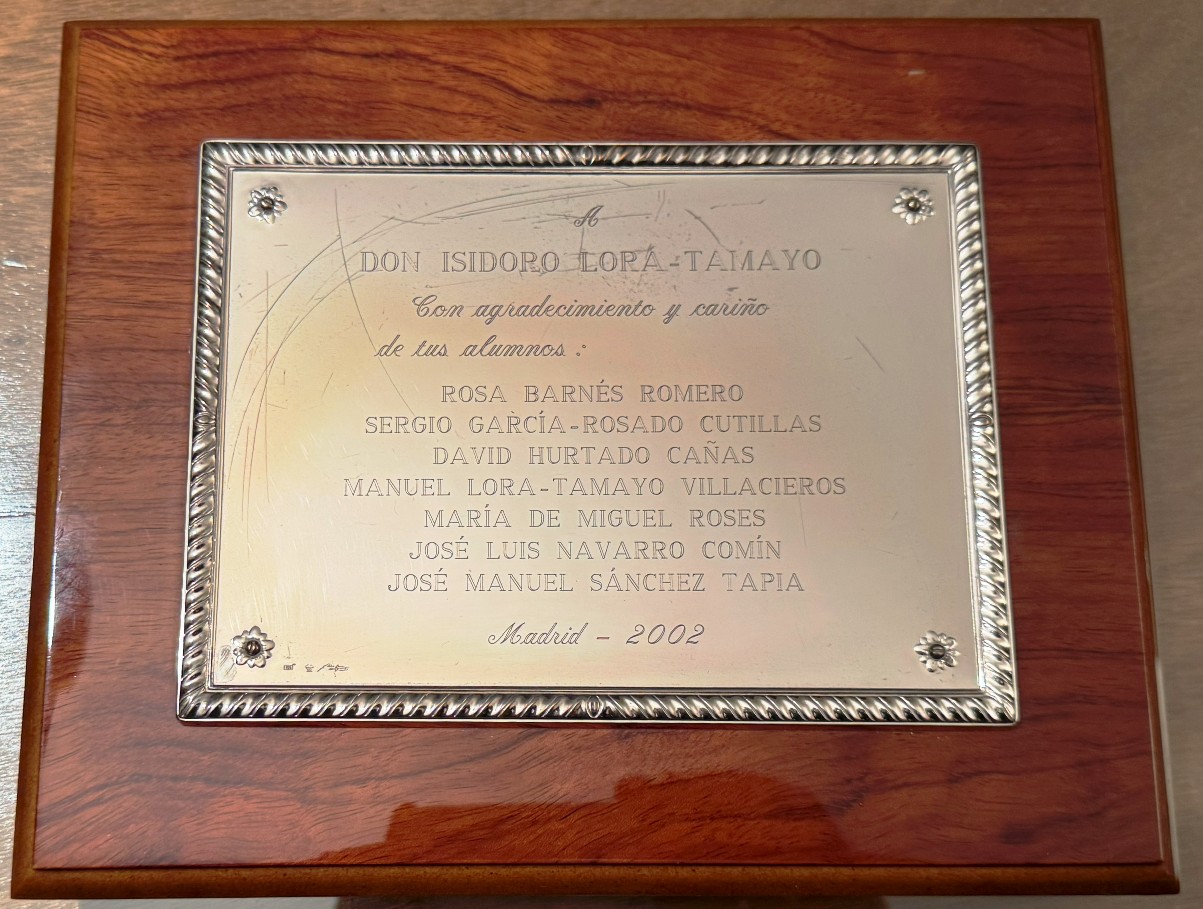 A
DON ISIDORO LORA-TAMAYO
Con agradecimiento y cariño
de tus alumnos :
ROSA BARNÉS ROMERO
SERGIO GARCÍA-ROSADO CUTILLAS
DAVID HURTADO CAÑAS
MANUEL LORA-TAMAYO VILLACIEROS
MARÍA DE MIGUEL ROSES
JOSÉ LUIS NAVARRO COMÍN
JOSÉ MANUEL SÁNCHEZ TAPIA
Madrid - 2002